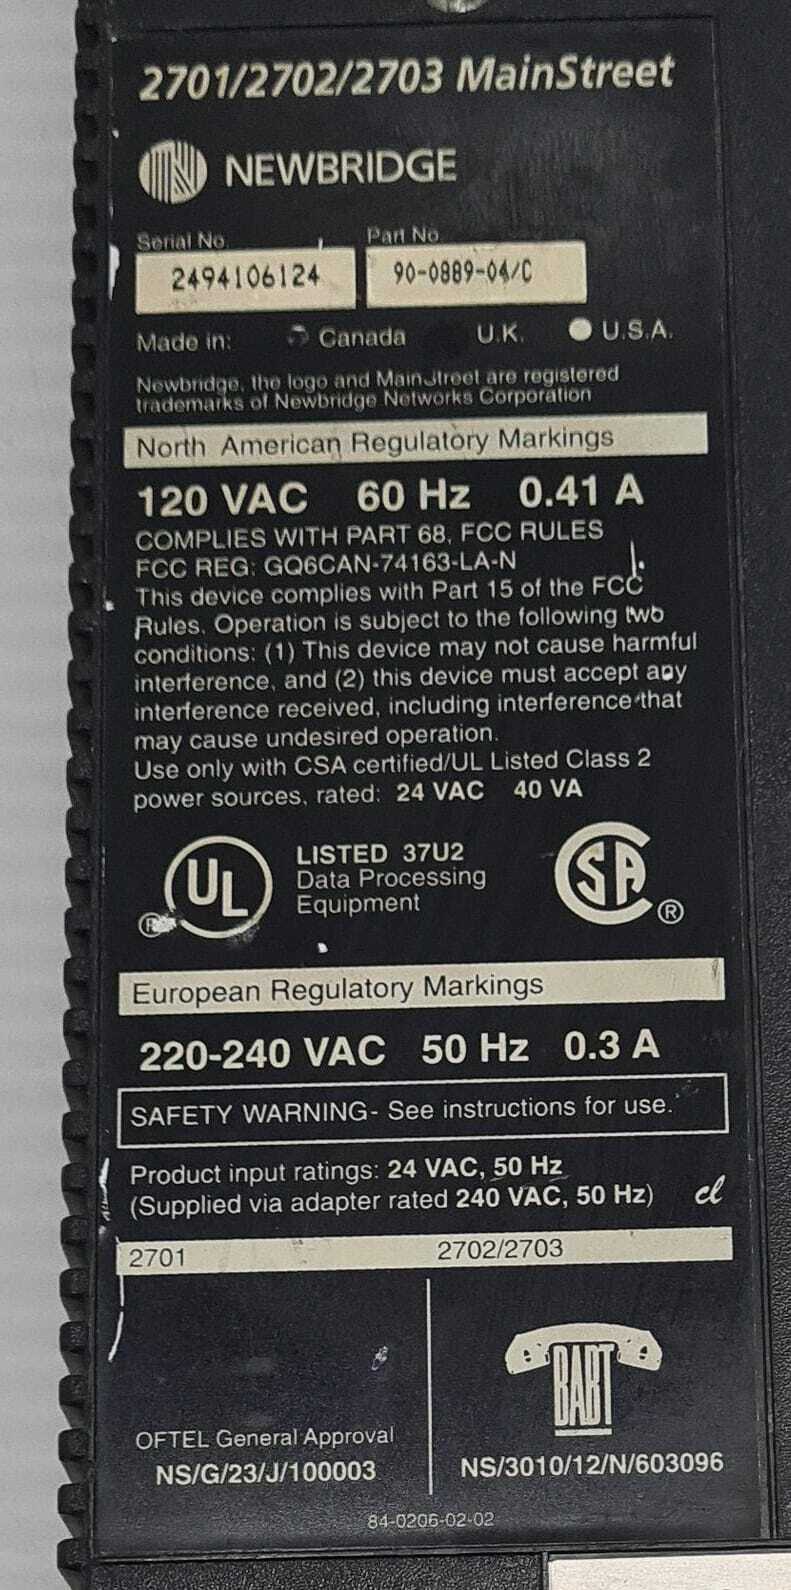 2701/2702/2703 MainStreet
NEWBRIDGE
Serial No. Part No.
2494106124 90-0889-04/C
Made in: Canada U.K. U.S.A.
Newbridge, the logo and MainStreet are registered
trademarks of Newbridge Networks Corporation
North American Regulatory Markings
120 VAC 60 Hz 0.41 A
COMPLIES WITH PART 68, FCC RULES
FCC REG: GQ6CAN-74163-LA-N
This device complies with Part 15 of the FCC
Rules. Operation is subject to the following two
conditions: (1) This device may not cause harmful
interference, and (2) this device must accept any
interference received, including interference that
may cause undesired operation.
Use only with CSA certified/UL Listed Class 2
power sources, rated: 24 VAC 40 VA
UL ® LISTED 37U2
Data Processing
Equipment
CSA ®
European Regulatory Markings
220-240 VAC 50 Hz 0.3 A
SAFETY WARNING- See instructions for use.
Product input ratings: 24 VAC, 50 Hz
(Supplied via adapter rated 240 VAC, 50 Hz) cl
2701 2702/2703
BABT
OFTEL General Approval
NS/G/23/J/100003
NS/3010/12/N/603096
84-0206-02-02